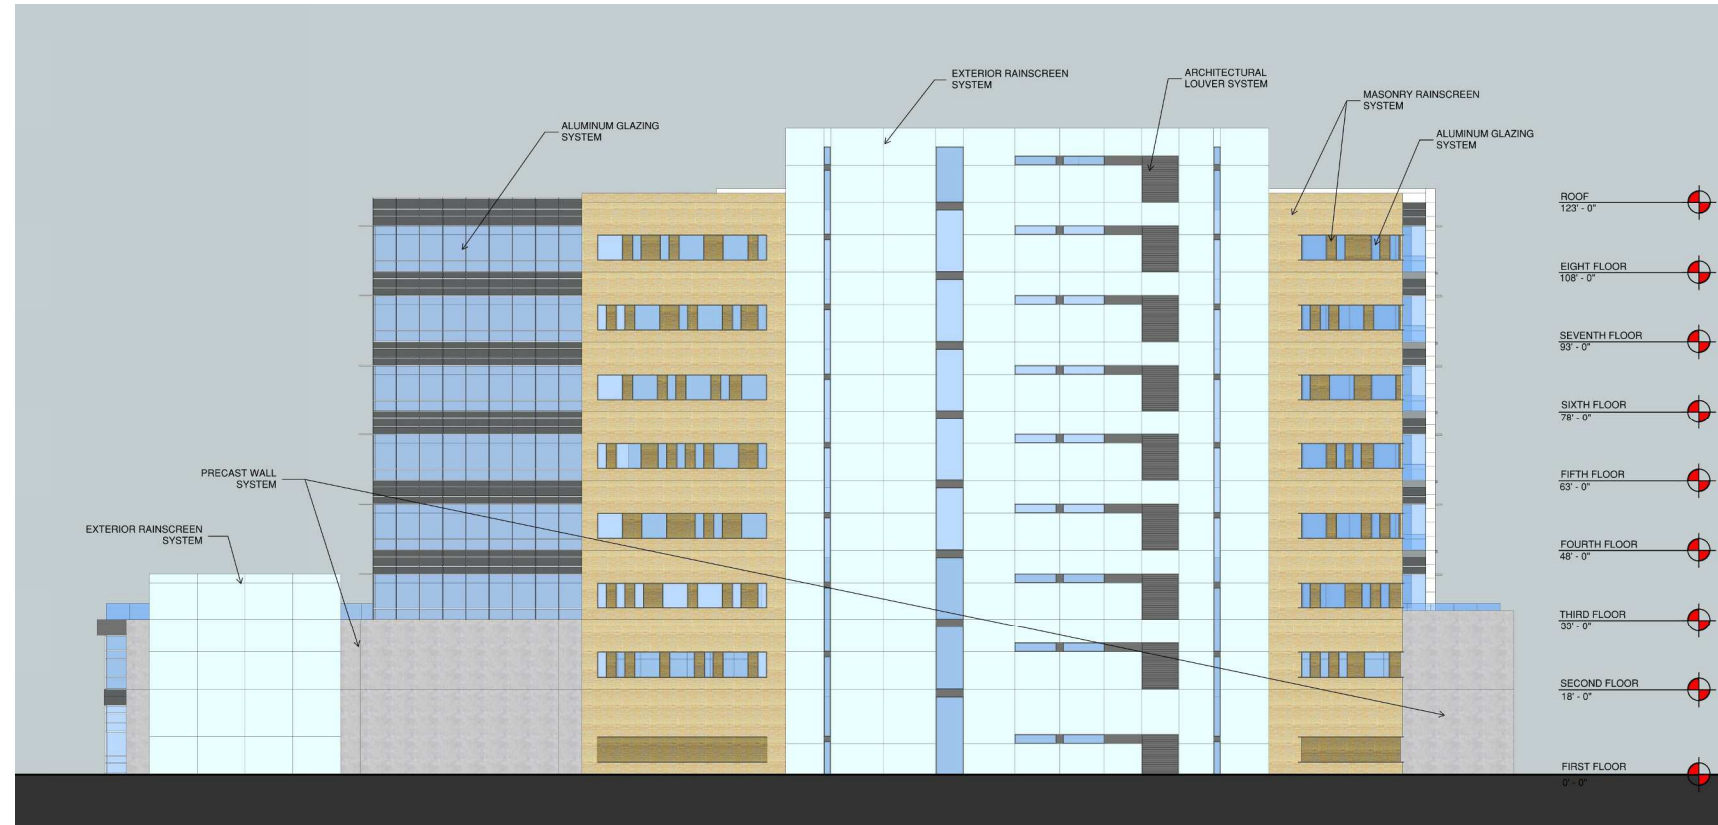 EXTERIOR RAINSCREEN
SYSTEM
ARCHITECTURAL
LOUVER SYSTEM
MASONRY RAINSCREEN
SYSTEM
ALUMINUM GLAZING
SYSTEM
ALUMINUM GLAZING
SYSTEM
ROOF
123' - 0"
EIGHT FLOOR
108' - 0"
SEVENTH FLOOR
93' - 0"
SIXTH FLOOR
78' - 0"
PRECAST WALL
SYSTEM
FIFTH FLOOR
63' - 0"
EXTERIOR RAINSCREEN
SYSTEM
FOURTH FLOOR
48' - 0"
THIRD FLOOR
33' - 0"
SECOND FLOOR
18' - 0"
FIRST FLOOR
0' - 0"